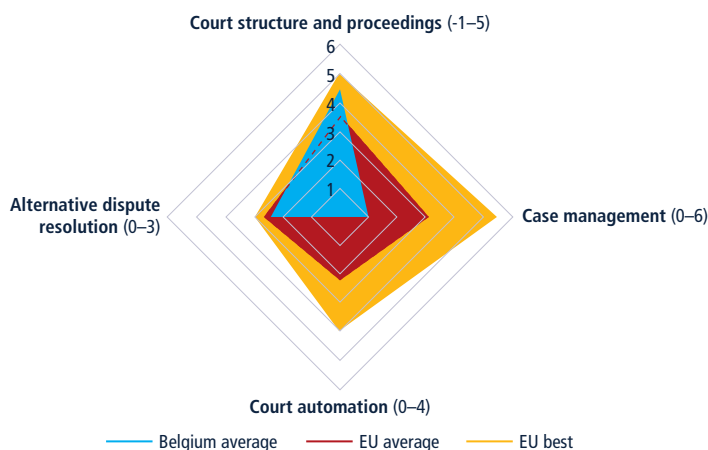 Court structure and proceedings (-1–5)
6
5
4
3
2
1
Alternative dispute
resolution (0–3)
Case management (0–6)
Court automation (0–4)
Belgium average
EU average
EU best